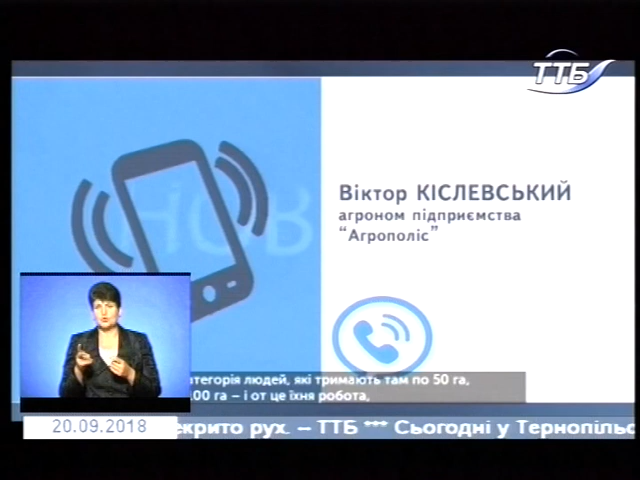 ТТБ
Віктор КІСЛЕВСЬКИЙ
агроном підприємства
“Агрополіс”
атегорія людей, які тримають там по 50 га,
00 га – і от це їхня робота,
20.09.2018
екрито рух. – ТТБ *** Сьогодні у Тернопільс